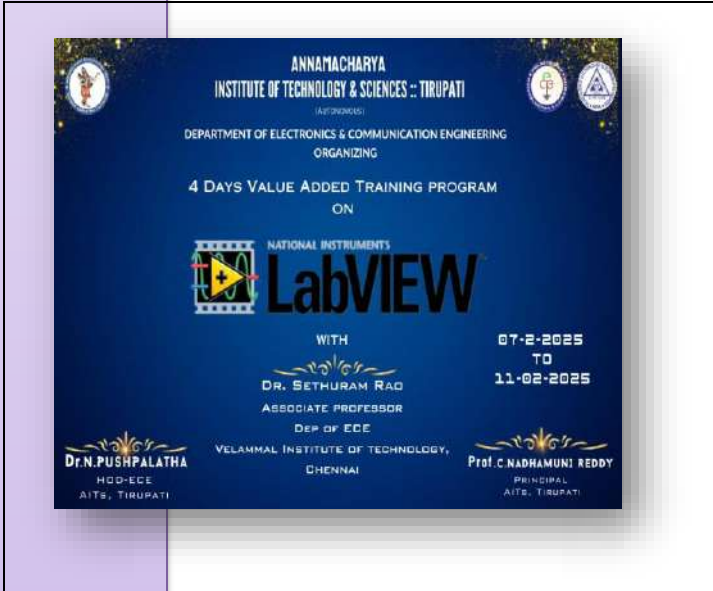 ANNAMACHARYA
INSTITUTE OF TECHNOLOGY & SCIENCES :: TIRUPATI
(AUTONOMOUS)
DEPARTMENT OF ELECTRONICS & COMMUNICATION ENGINEERING
ORGANIZING
4 DAYS VALUE ADDED TRAINING PROGRAM
ON
NATIONAL INSTRUMENTS
LabVIEW™
WITH
07-2-2025
TO
11-02-2025
DR. SETHURAM RAO
ASSOCIATE PROFESSOR
DEP OF ECE
VELAMMAL INSTITUTE OF TECHNOLOGY,
CHENNAI
Dr.N.PUSHPALATHA
HOD-ECE
AITS, TIRUPATI
Prof.C.NADHAMUNI REDDY
PRINCIPAL
AITS, TIRUPATI